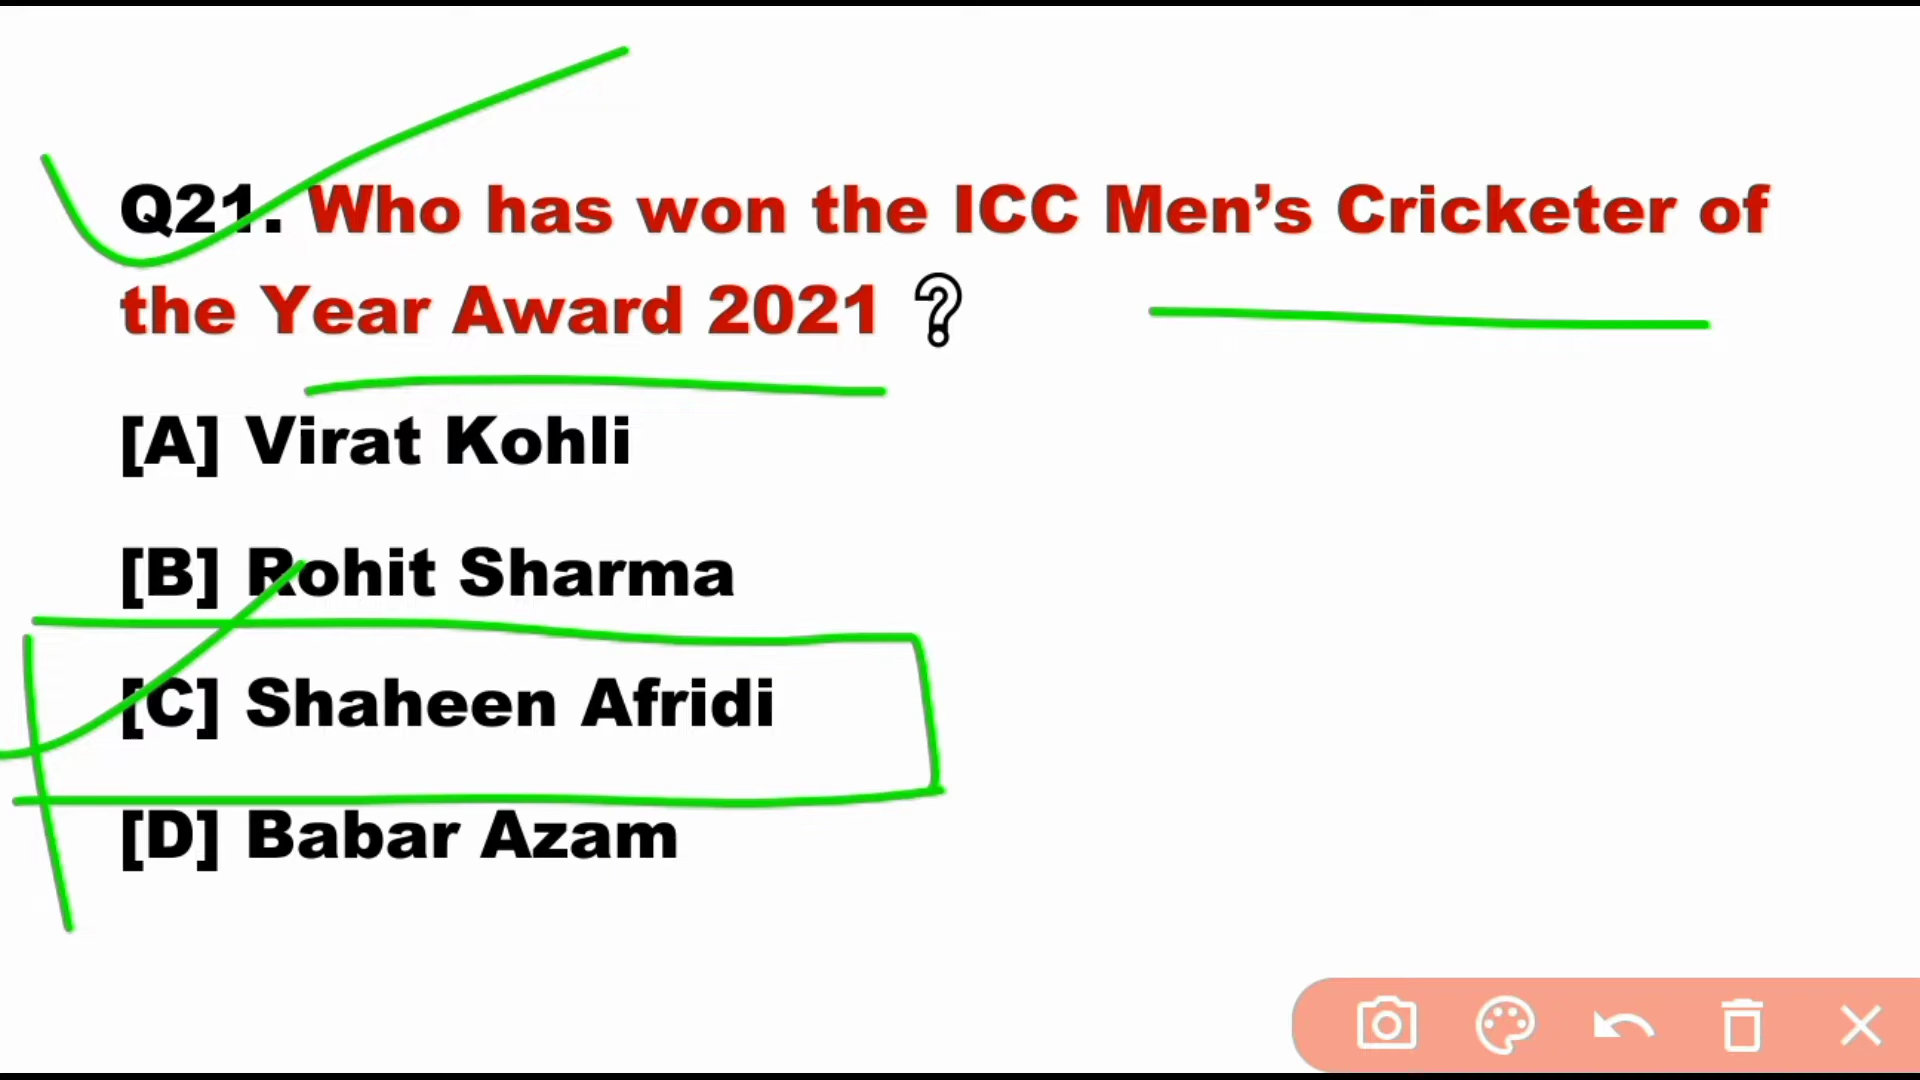 Q21. Who has won the ICC Men’s Cricketer of
the Year Award 2021 ?
[A] Virat Kohli
[B] Rohit Sharma
[C] Shaheen Afridi
[D] Babar Azam